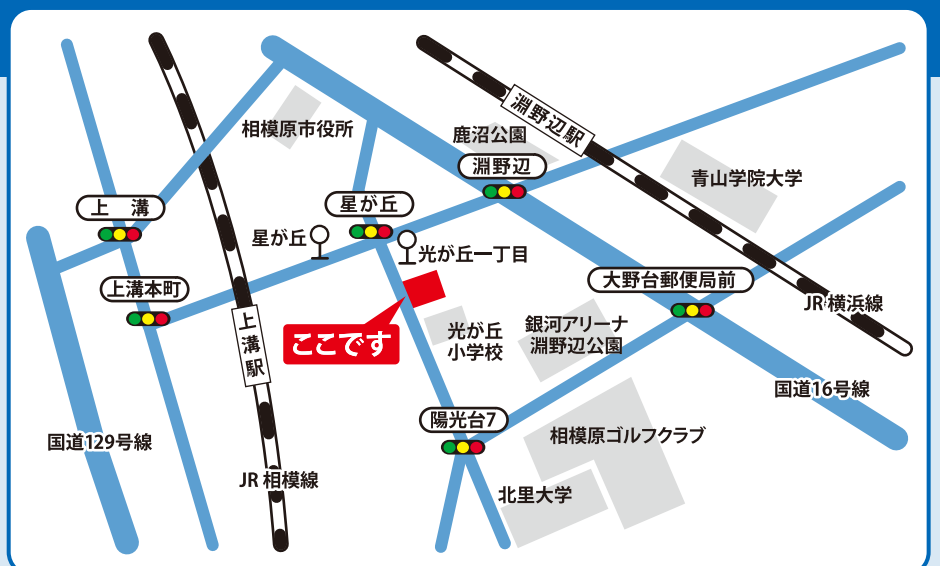 淵野辺駅
相模原市役所
鹿沼公園
淵野辺
青山学院大学
上 溝
星が丘
星が丘
光が丘一丁目
上溝本町
大野台郵便局前
JR 横浜線
上溝駅
ここです
光が丘
小学校
銀河アリーナ
淵野辺公園
国道16号線
陽光台7
国道129号線
相模原ゴルフクラブ
JR 相模線
北里大学